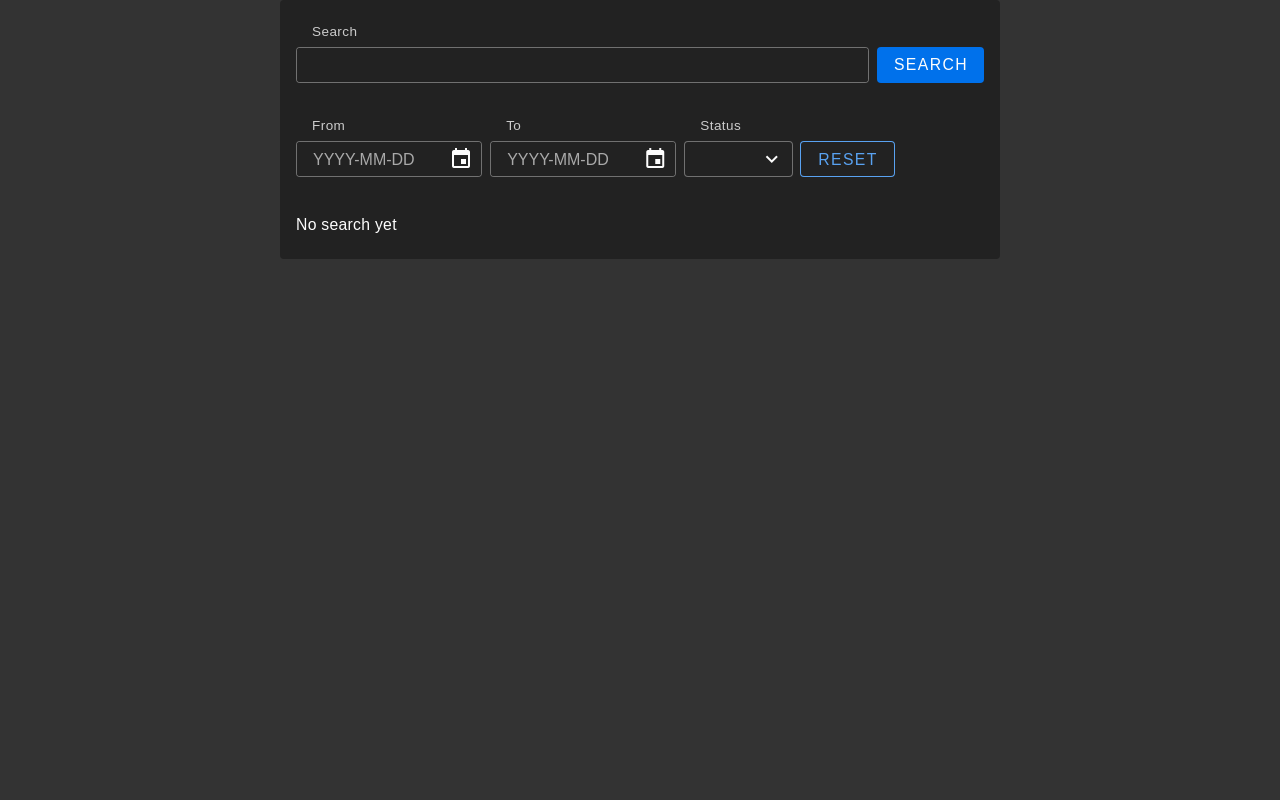 Search
SEARCH
From To Status
YYYY-MM-DD YYYY-MM-DD RESET
No search yet